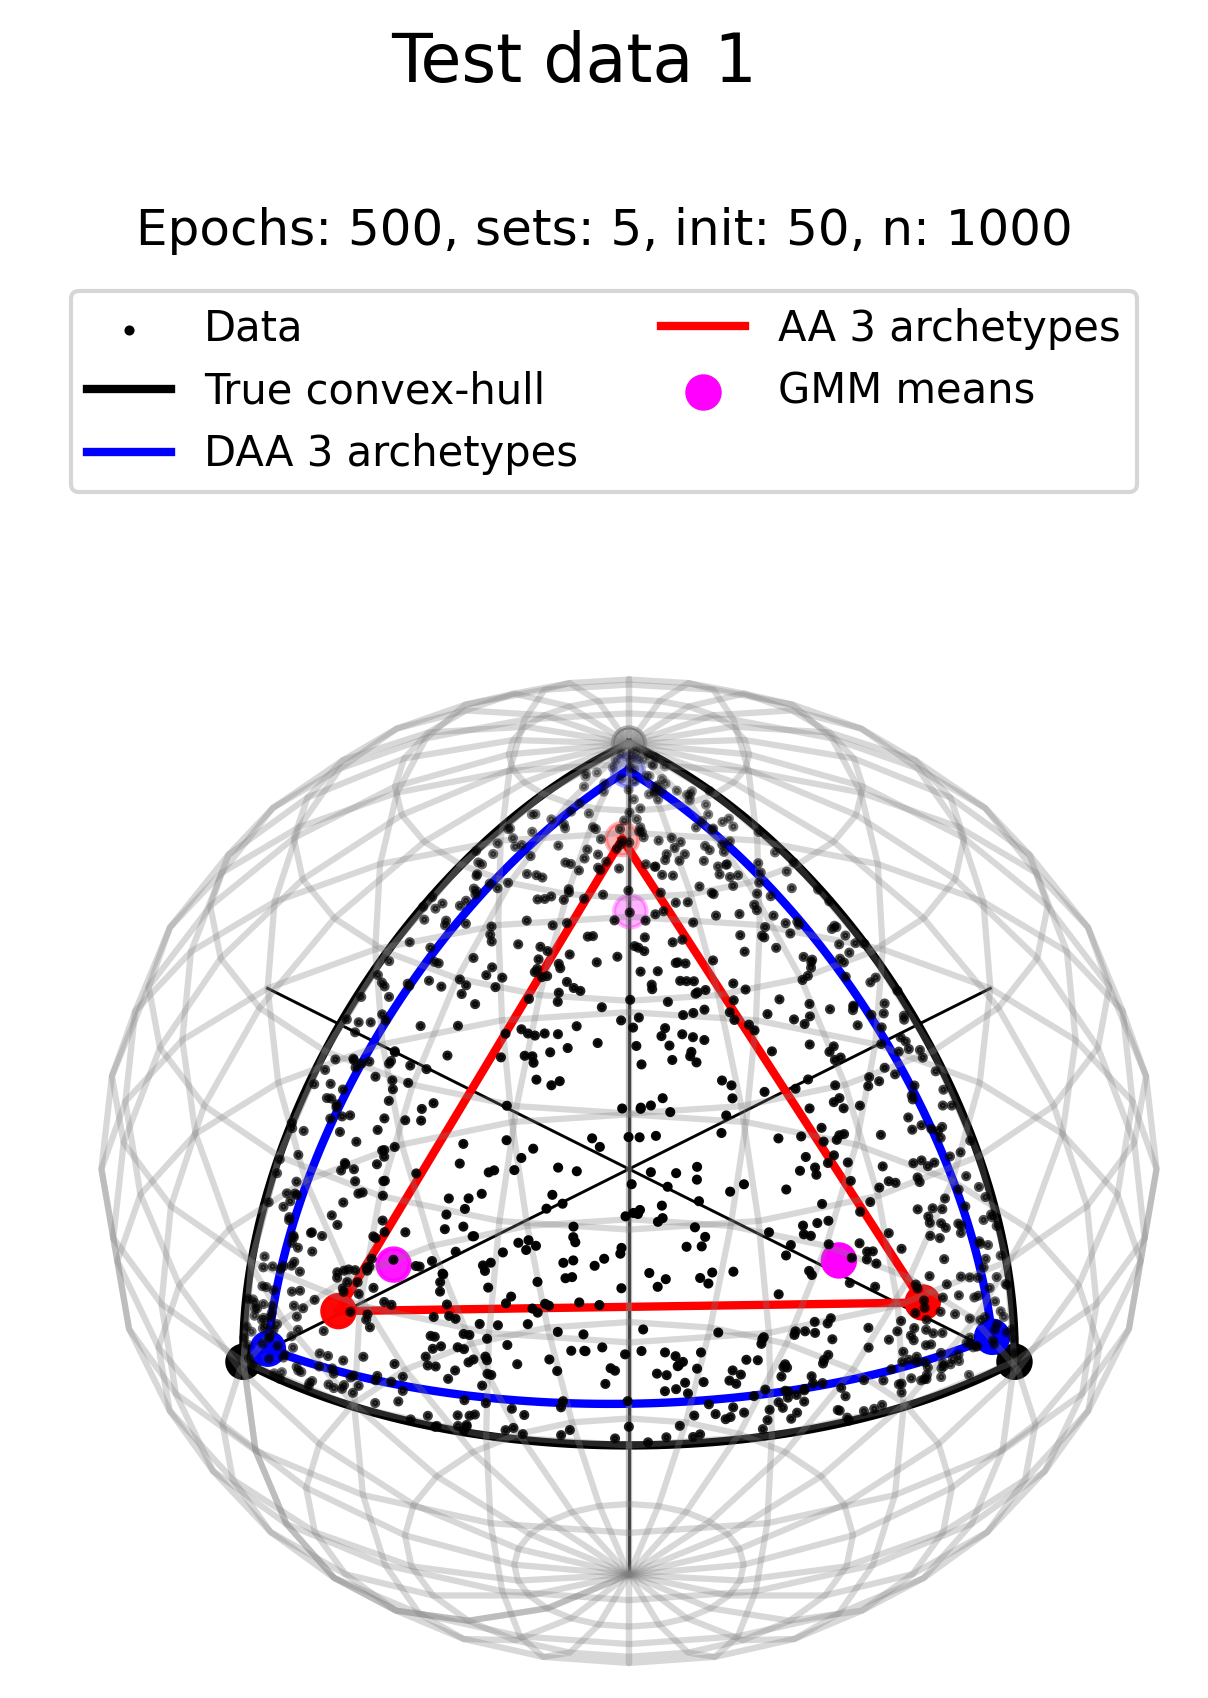 Test data 1
Epochs: 500, sets: 5, init: 50, n: 1000
Data
True convex-hull
DAA 3 archetypes
AA 3 archetypes
GMM means